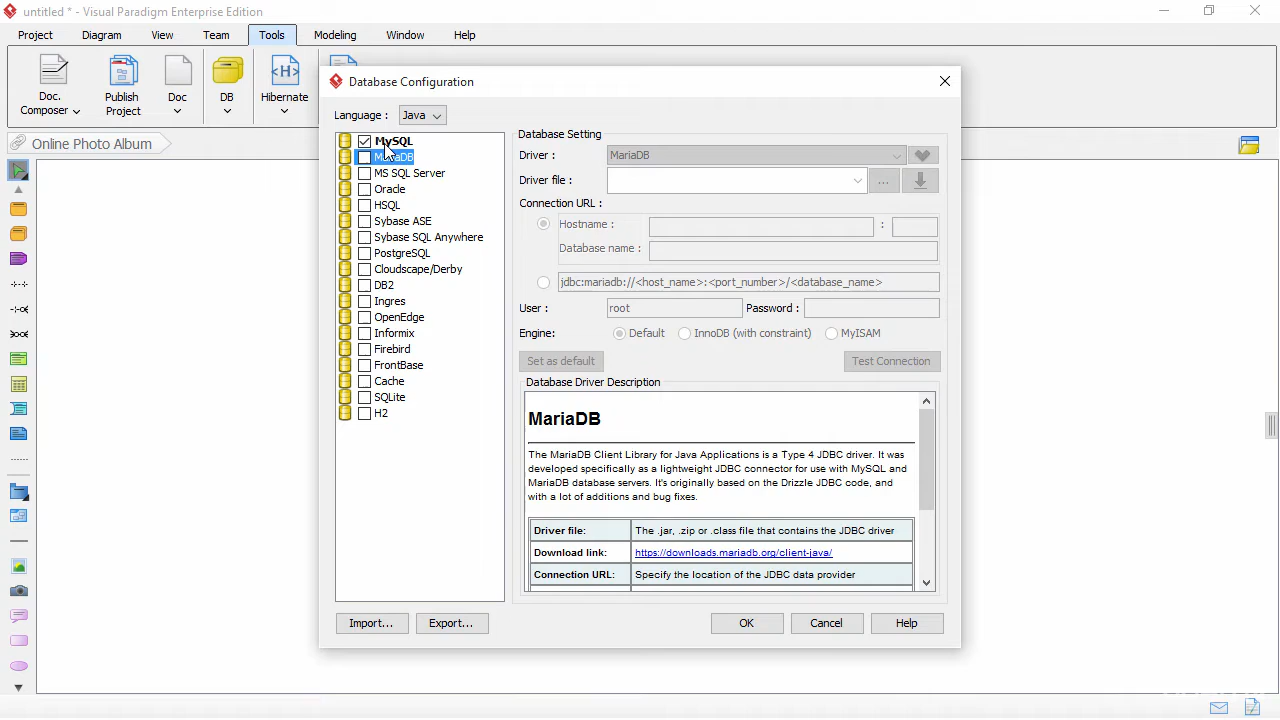 untitled * - Visual Paradigm Enterprise Edition
Project Diagram View Team Tools Modeling Window Help
Doc. Composer
Publish Project
Doc
DB
Hibernate
Online Photo Album
Database Configuration
Language : Java
MySQL
MariaDB
MS SQL Server
Oracle
HSQL
Sybase ASE
Sybase SQL Anywhere
PostgreSQL
Cloudscape/Derby
DB2
Ingres
OpenEdge
Informix
Firebird
FrontBase
Cache
SQLite
H2
Database Setting
Driver : MariaDB
Driver file : ...
Connection URL:
Hostname : :
Database name :
jdbc:mariadb://<host_name>:<port_number>/<database_name>
User : root Password :
Engine: Default InnoDB (with constraint) MyISAM
Set as default Test Connection
Database Driver Description
MariaDB
The MariaDB Client Library for Java Applications is a Type 4 JDBC driver. It was
developed specifically as a lightweight JDBC connector for use with MySQL and
MariaDB database servers. It's originally based on the Drizzle JDBC code, and
with a lot of additions and bug fixes.
Driver file: The .jar, .zip or .class file that contains the JDBC driver
Download link: https://downloads.mariadb.org/client-java/
Connection URL: Specify the location of the JDBC data provider
Import... Export... OK Cancel Help